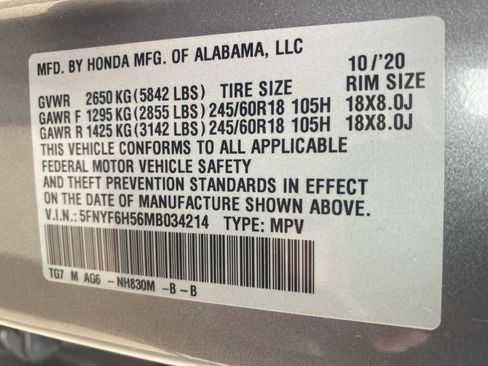 MFD. BY HONDA MFG. OF ALABAMA, LLC 10/'20
GVWR 2650 KG (5842 LBS) TIRE SIZE RIM SIZE
GAWR F 1295 KG (2855 LBS) 245/60R18 105H 18X8.0J
GAWR R 1425 KG (3142 LBS) 245/60R18 105H 18X8.0J
THIS VEHICLE CONFORMS TO ALL APPLICABLE
FEDERAL MOTOR VEHICLE SAFETY
AND THEFT PREVENTION STANDARDS IN EFFECT
ON THE DATE OF MANUFACTURE SHOWN ABOVE.
V.I.N.: 5FNYF6H56MB034214 TYPE: MPV
TG7 M AG6 -NH830M -B-B